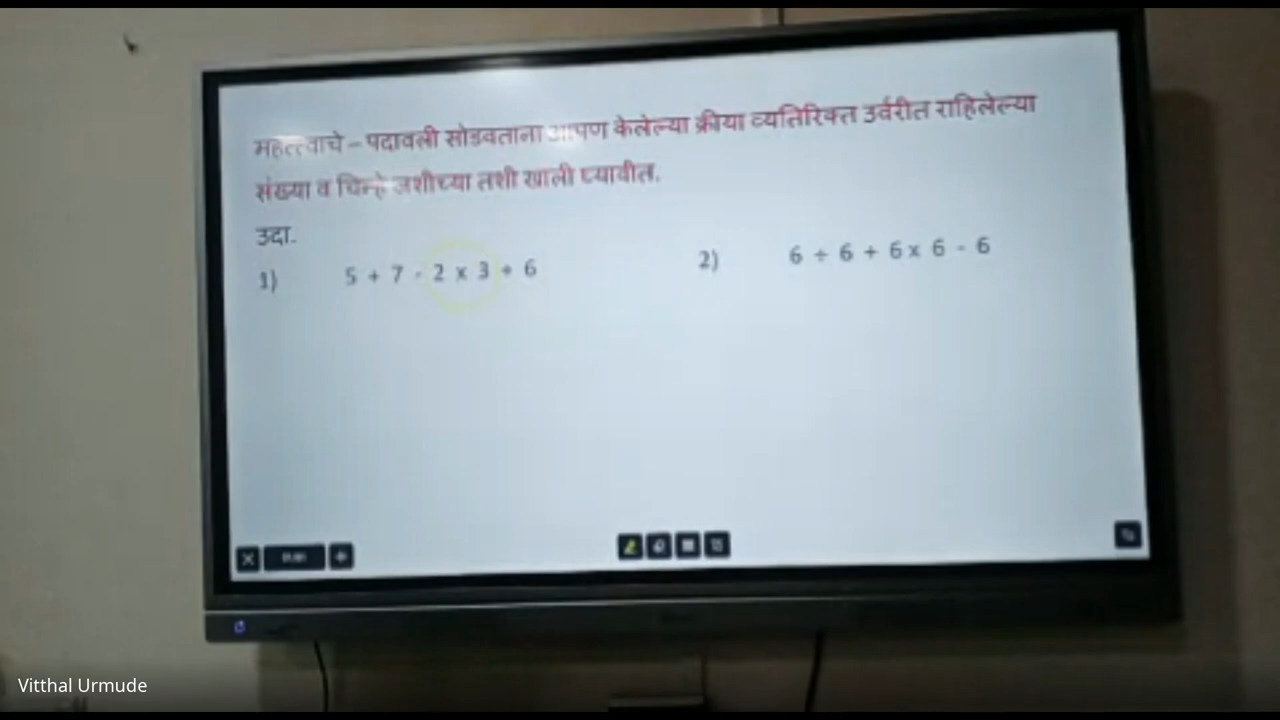 महत्त्वाचे – पदावली सोडवताना आपण केलेल्या क्रीया व्यतिरिक्त उर्वरीत राहिलेल्या
संख्या व चिन्हे जशीच्या तशी खाली घ्यावीत.
उदा.
1) 5 + 7 - 2 x 3 ÷ 6
2) 6 ÷ 6 + 6 x 6 - 6
Vitthal Urmude